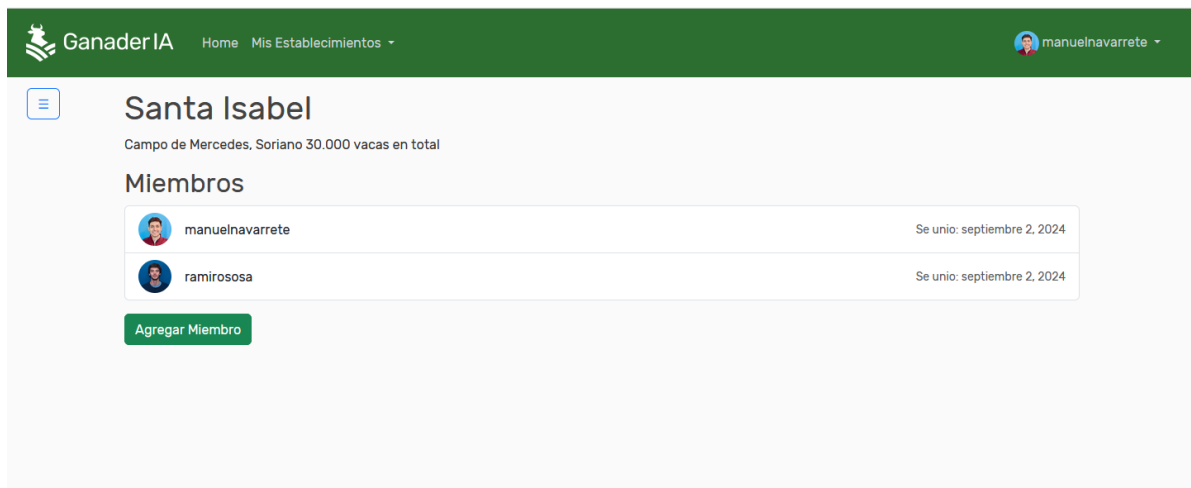 GanaderIA Home Mis Establecimientos manuelnavarrete
Santa Isabel
Campo de Mercedes, Soriano 30.000 vacas en total
Miembros
manuelnavarrete Se unio: septiembre 2, 2024
ramirososa Se unio: septiembre 2, 2024
Agregar Miembro